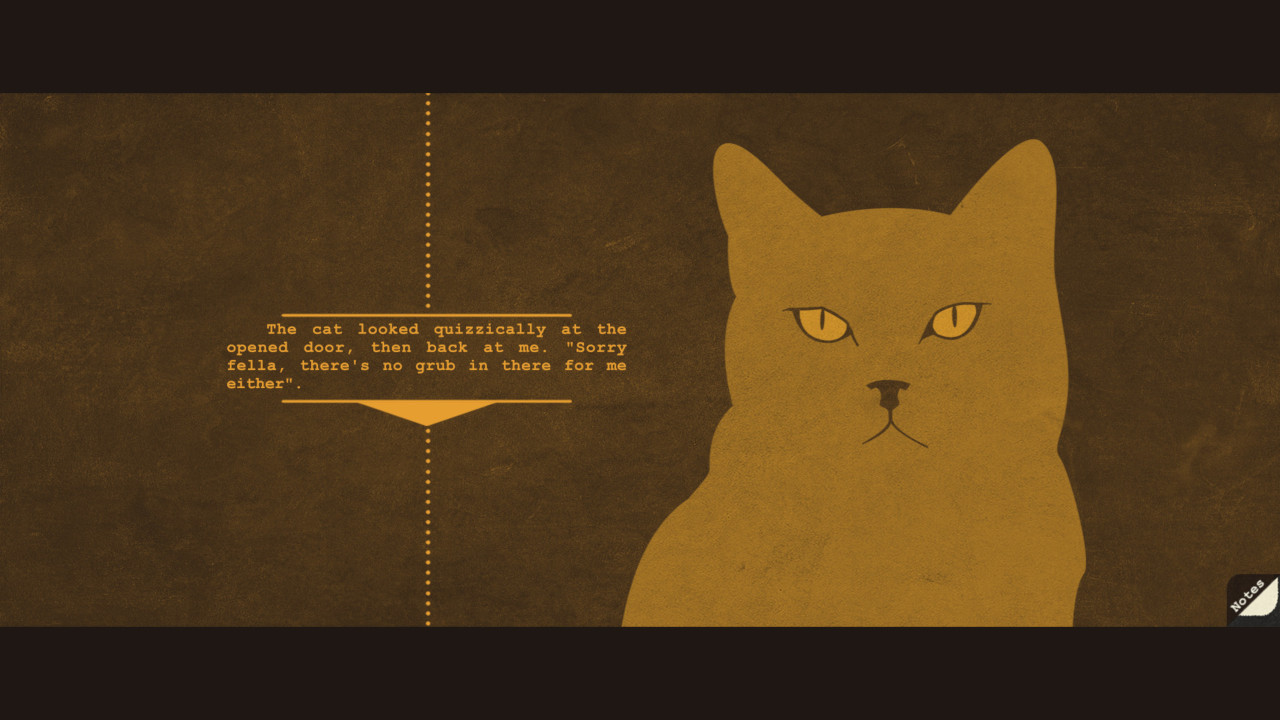 The cat looked quizzically at the
opened door, then back at me. "Sorry
fella, there's no grub in there for me
either".
Notes